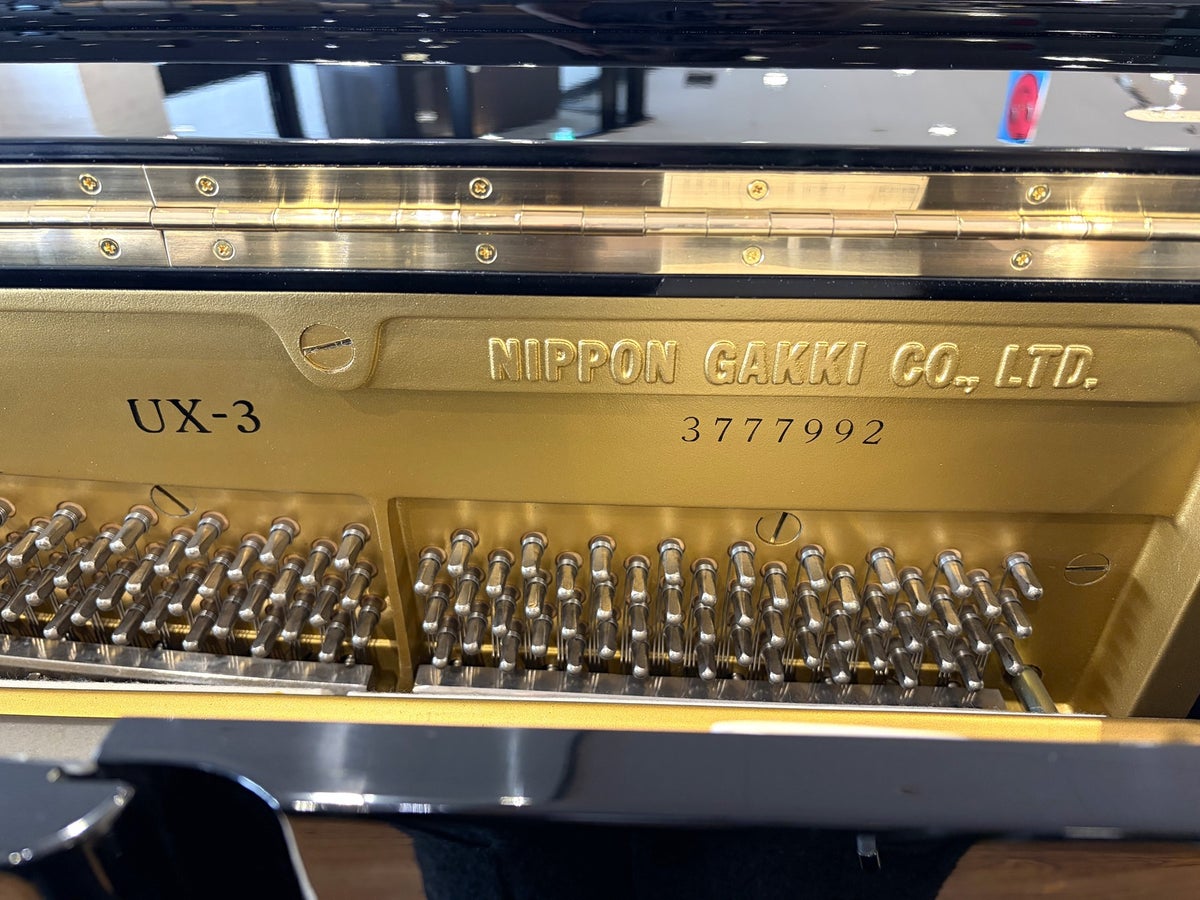 NIPPON GAKKI CO., LTD.
UX-3
3777992